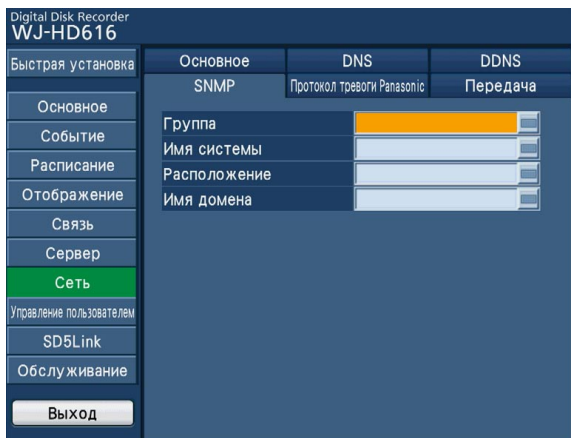 Digital Disk Recorder
WJ-HD616
Быстрая установка
Основное
Событие
Расписание
Отображение
Связь
Сервер
Сеть
Управление пользователем
SD5Link
Обслуживание
Выход
Основное DNS DDNS
SNMP Протокол тревоги Panasonic Передача
Группа
Имя системы
Расположение
Имя домена